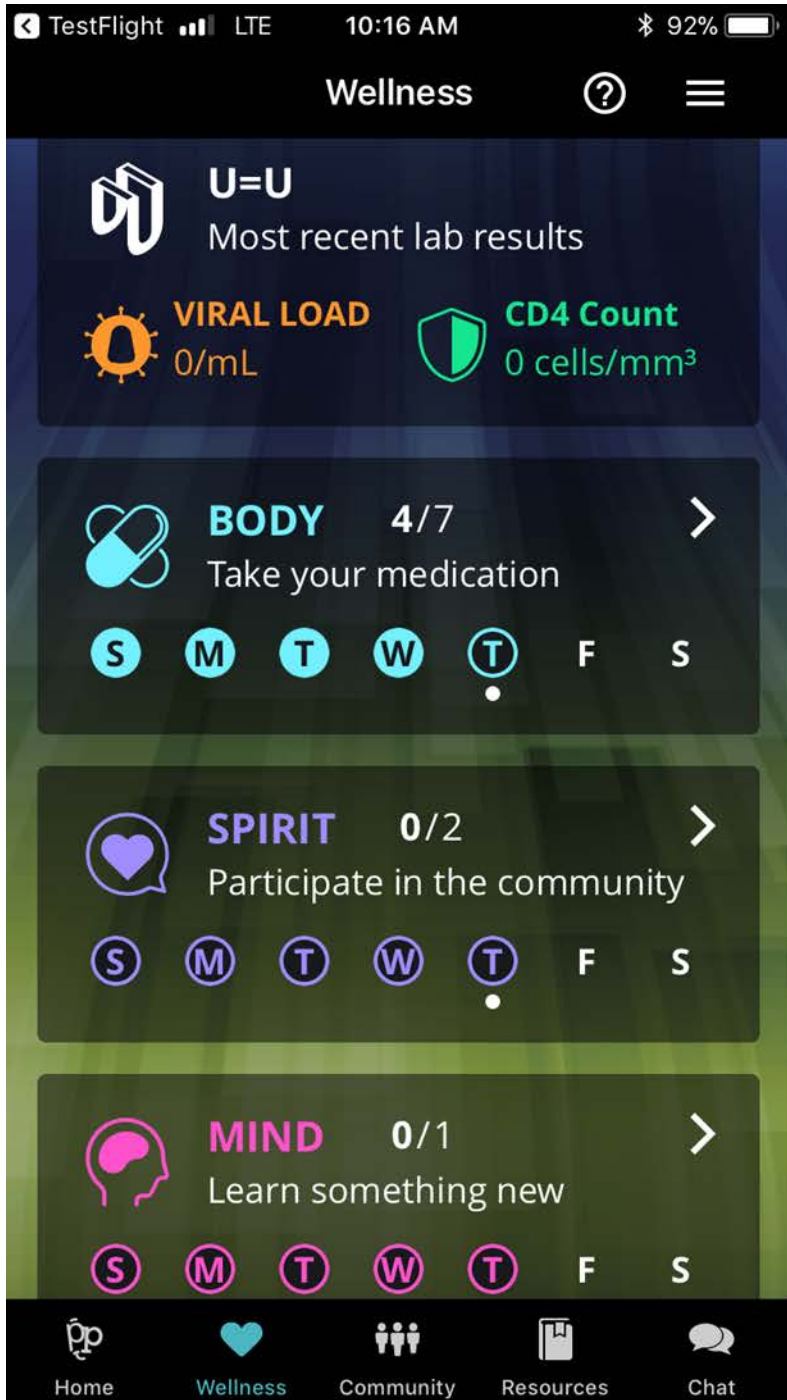 TestFlight LTE 10:16 AM 92%
Wellness ?
U=U
Most recent lab results
VIRAL LOAD
0/mL
CD4 Count
0 cells/mm³
BODY 4/7
Take your medication
S M T W T F S
SPIRIT 0/2
Participate in the community
S M T W T F S
MIND 0/1
Learn something new
S M T W T F S
Home Wellness Community Resources Chat